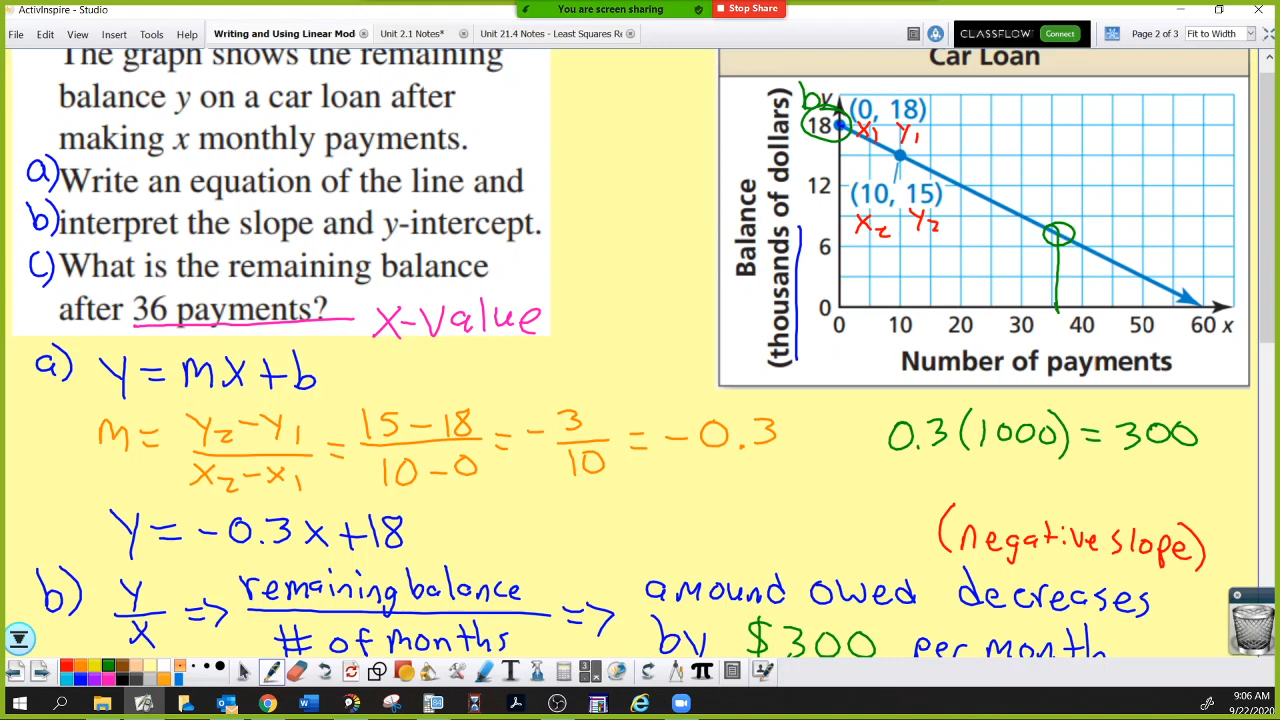 ActivInspire - Studio
You are screen sharing
Stop Share
File Edit View Insert Tools Help
Writing and Using Linear Mod
Unit 2.1 Notes*
Unit 21.4 Notes - Least Squares Re
CLASSFLOW Connect
Page 2 of 3
Fit to Width
The graph shows the remaining
balance y on a car loan after
making x monthly payments.
a) Write an equation of the line and
b) interpret the slope and y-intercept.
c) What is the remaining balance
after 36 payments?
x-value
Car Loan
Balance
(thousands of dollars)
b y
18
12
6
0
(0, 18)
x₁ y₁
(10, 15)
x₂ y₂
0 10 20 30 40 50 60 x
Number of payments
a) y = mx + b
m = y₂-y₁ / x₂-x₁ = 15-18 / 10-0 = - 3/10 = -0.3
0.3(1000) = 300
y = -0.3x + 18
(negative slope)
b) y/x => remaining balance / # of months => amound owed decreases
by $300 per month
9:06 AM
9/22/2020